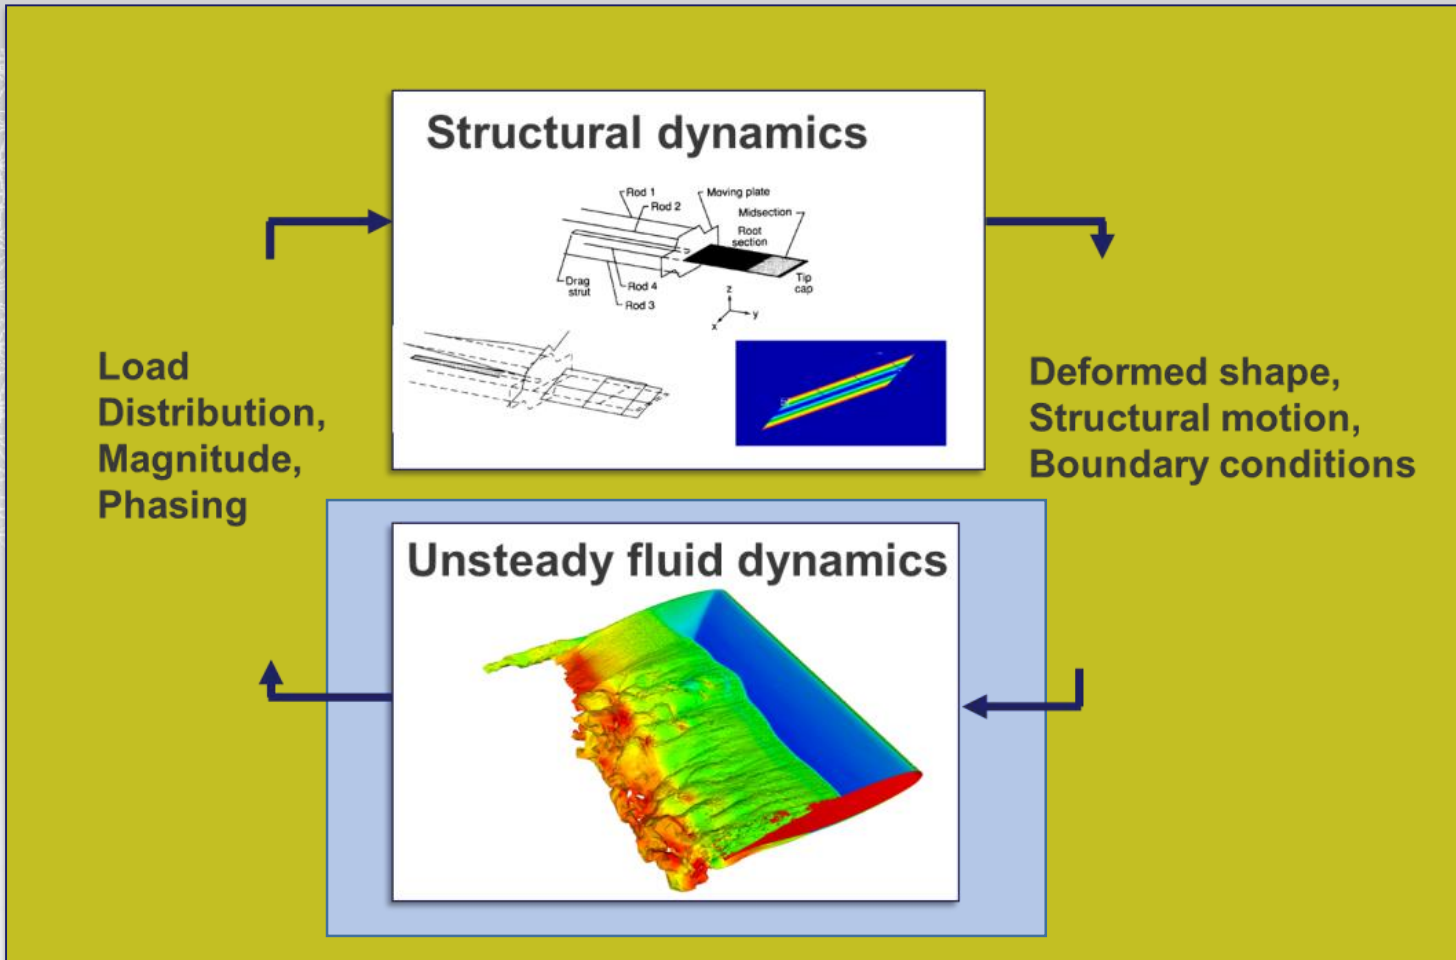 Structural dynamics
Rod 1
Moving plate
Rod 2
Midsection
Root
section
Drag
strut
Rod 4
Tip
cap
Rod 3
z
y
x
Load
Distribution,
Magnitude,
Phasing
Deformed shape,
Structural motion,
Boundary conditions
Unsteady fluid dynamics